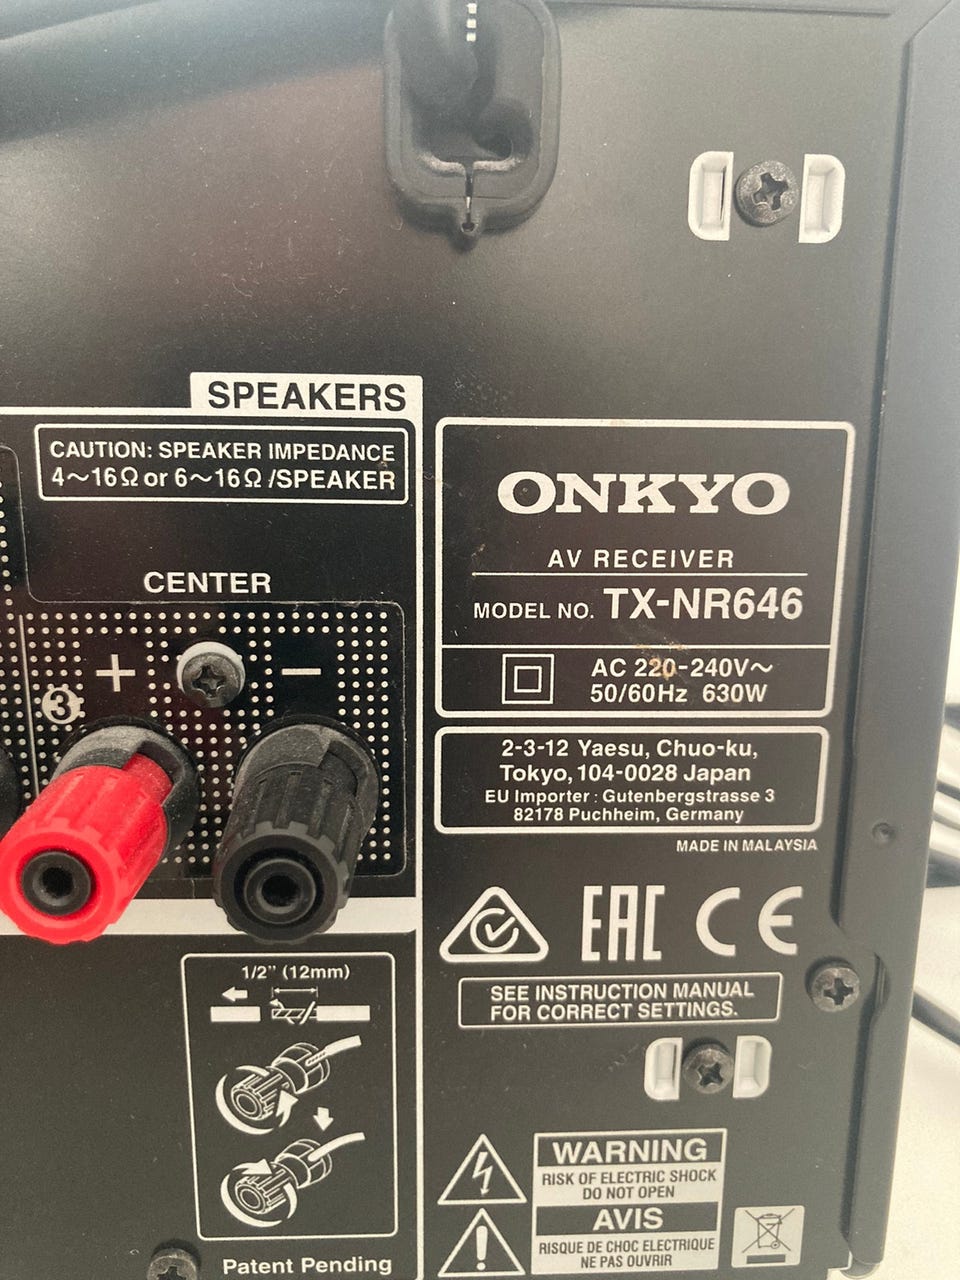 SPEAKERS
CAUTION: SPEAKER IMPEDANCE
4~16Ω or 6~16Ω /SPEAKER
CENTER
+ −
3
ONKYO
AV RECEIVER
MODEL NO. TX-NR646
AC 220-240V~
50/60Hz 630W
2-3-12 Yaesu, Chuo-ku,
Tokyo, 104-0028 Japan
EU Importer : Gutenbergstrasse 3
82178 Puchheim, Germany
MADE IN MALAYSIA
EAC CE
SEE INSTRUCTION MANUAL
FOR CORRECT SETTINGS.
1/2" (12mm)
Patent Pending
WARNING
RISK OF ELECTRIC SHOCK
DO NOT OPEN
AVIS
RISQUE DE CHOC ELECTRIQUE
NE PAS OUVRIR